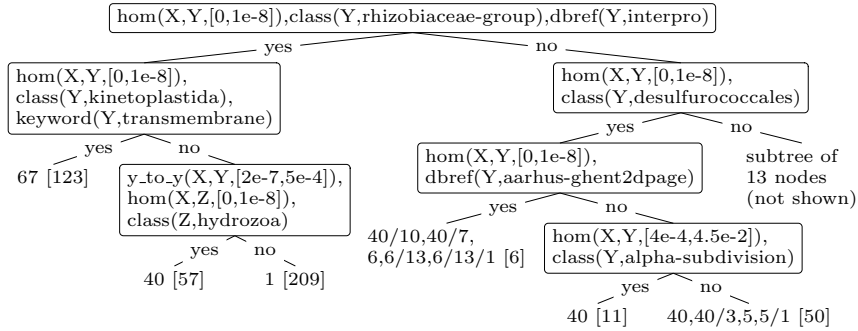 hom(X,Y,[0,1e-8]),class(Y,rhizobiaceae-group),dbref(Y,interpro)
yes
no
hom(X,Y,[0,1e-8]),
class(Y,kinetoplastida),
keyword(Y,transmembrane)
hom(X,Y,[0,1e-8]),
class(Y,desulfurococcales)
yes
no
yes
no
67 [123]
y_to_y(X,Y,[2e-7,5e-4]),
hom(X,Z,[0,1e-8]),
class(Z,hydrozoa)
hom(X,Y,[0,1e-8]),
dbref(Y,aarhus-ghent2dpage)
subtree of
13 nodes
(not shown)
yes
no
yes
no
40 [57]
1 [209]
40/10,40/7,
6,6/13,6/13/1 [6]
hom(X,Y,[4e-4,4.5e-2]),
class(Y,alpha-subdivision)
yes
no
40 [11]
40,40/3,5,5/1 [50]